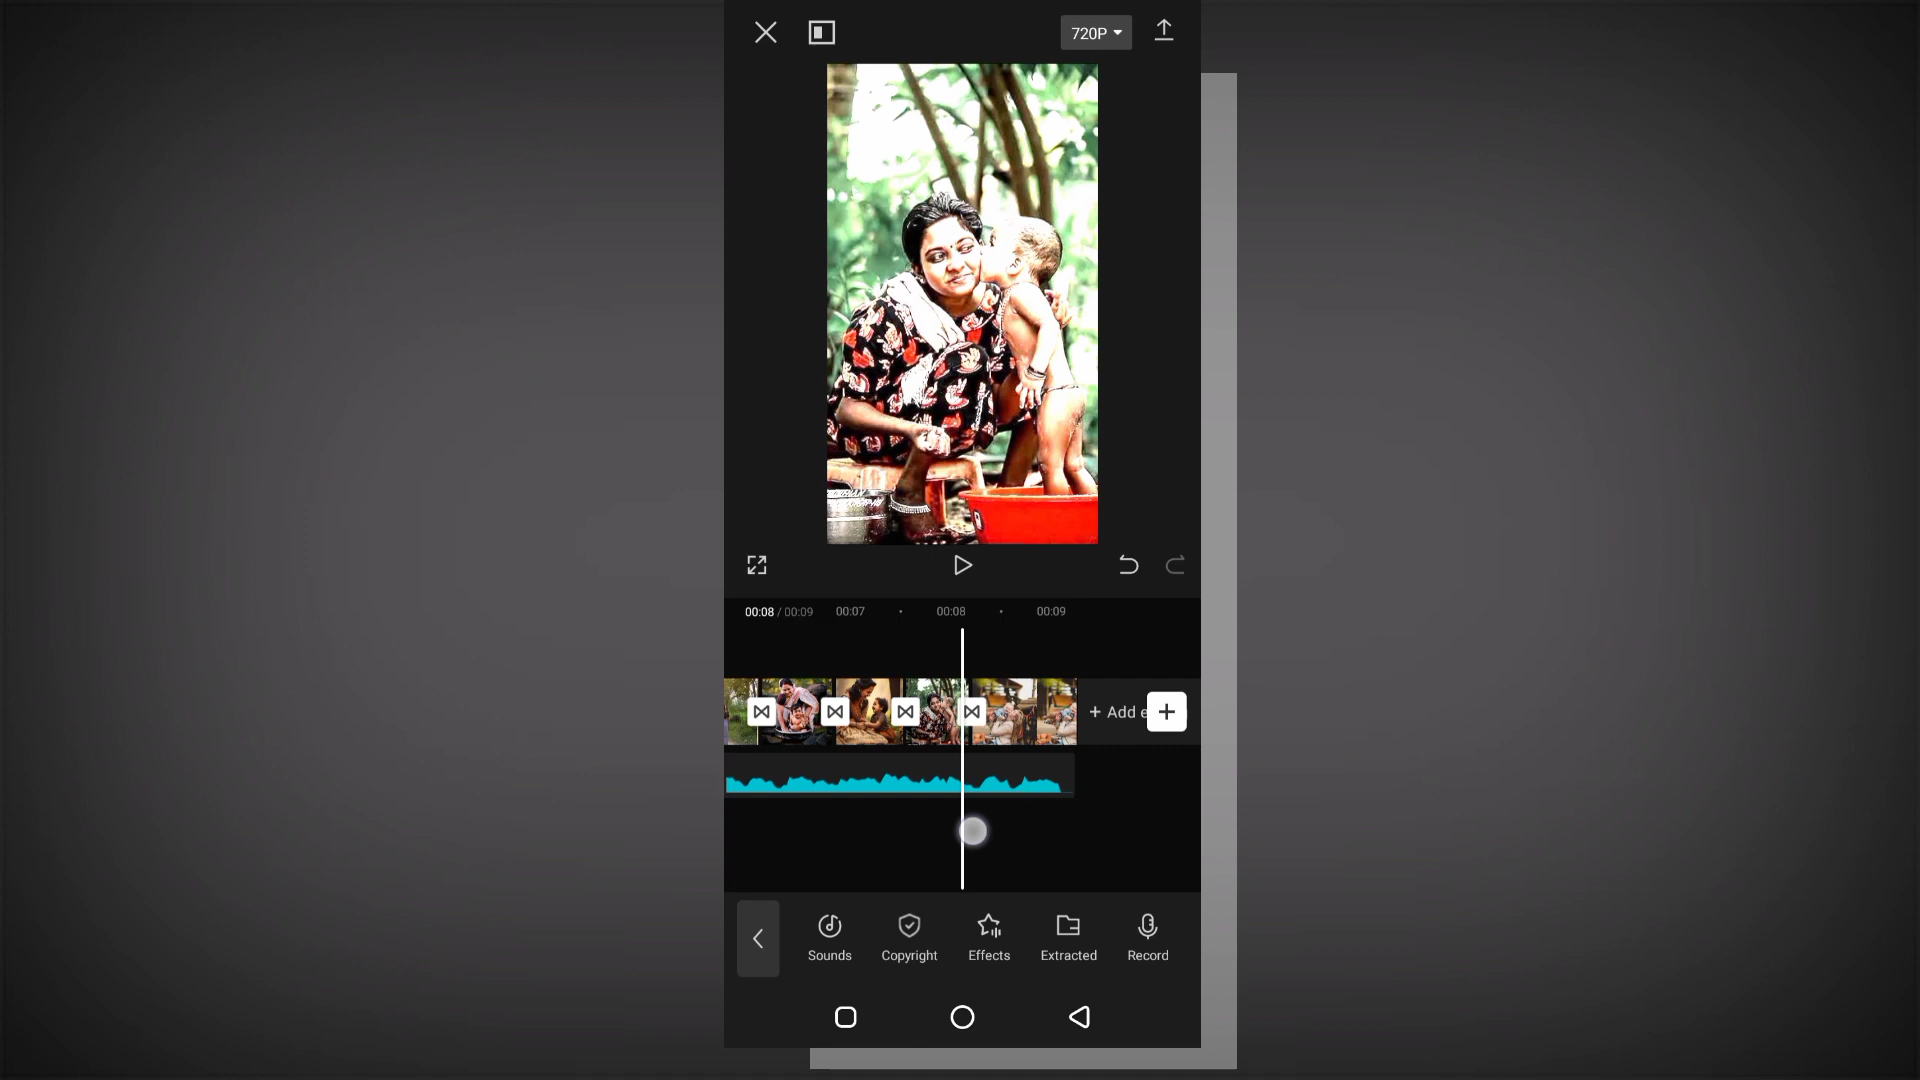 720P
00:08 / 00:09 00:07 00:08 00:09
+ Add e
Sounds Copyright Effects Extracted Record